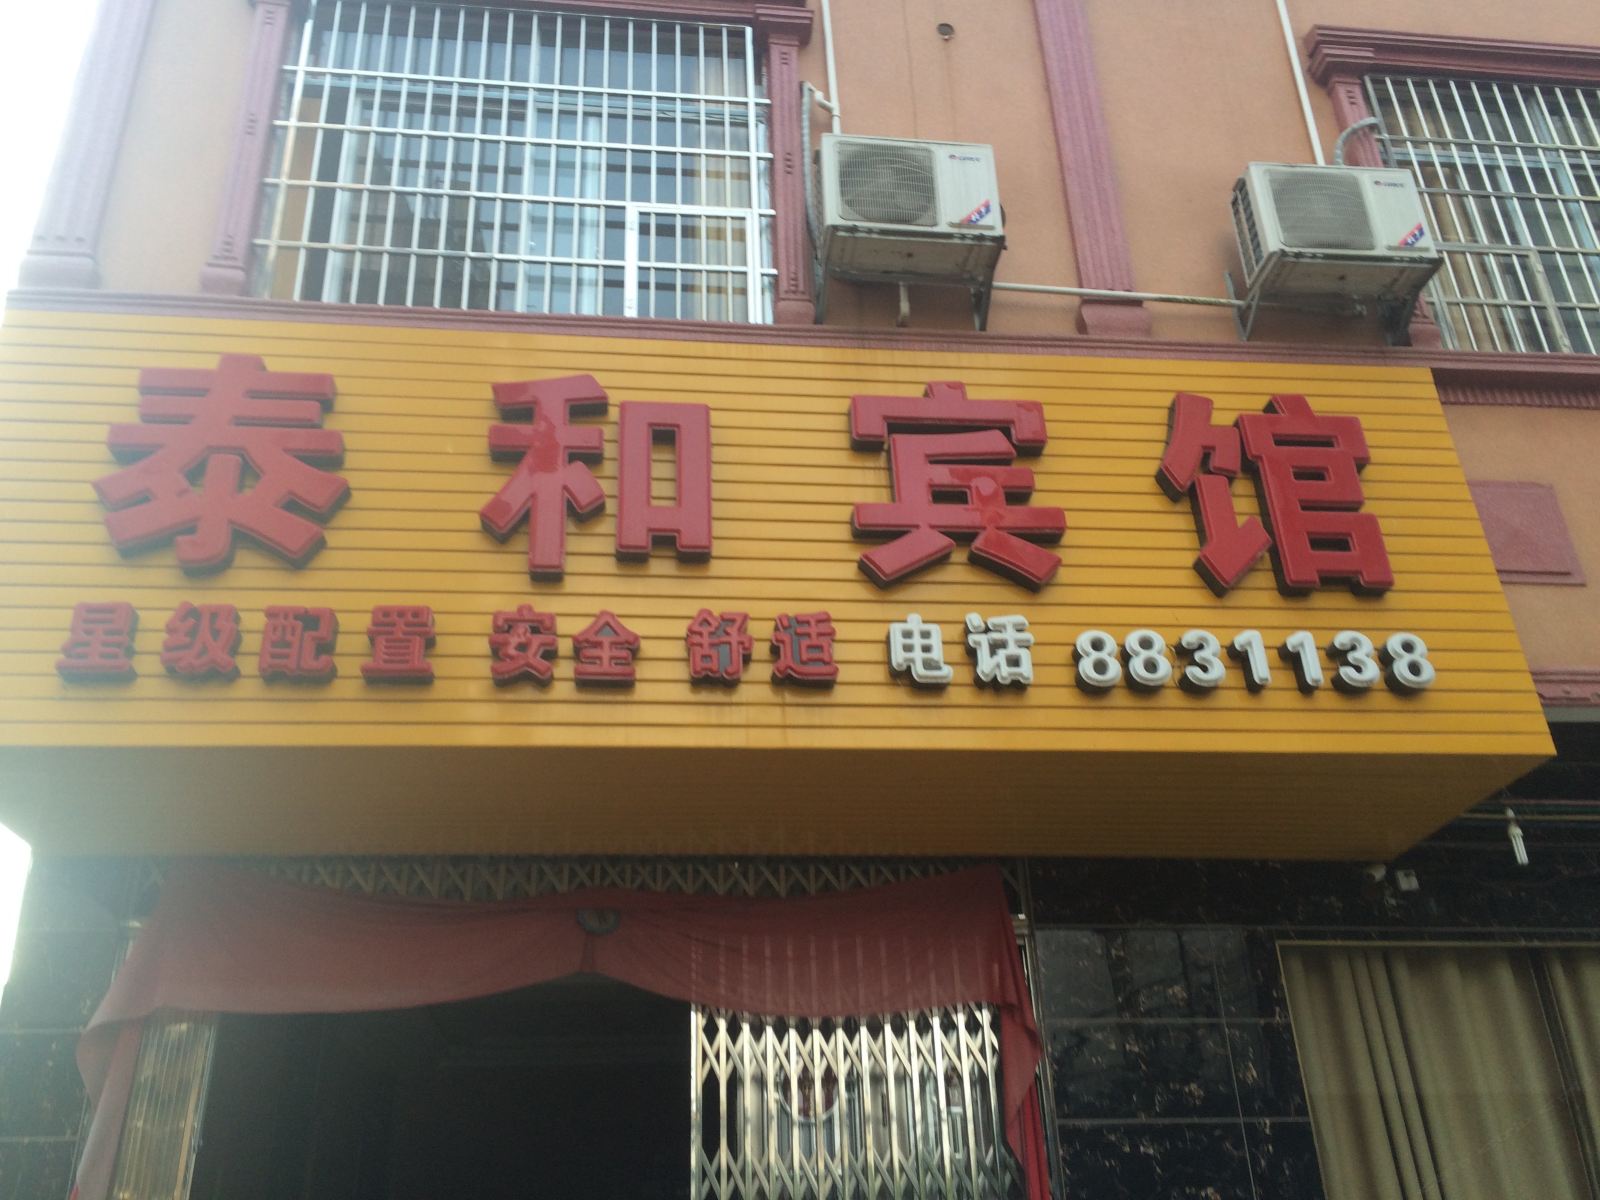 泰和宾馆
星级配置 安全 舒适 电话 8831138